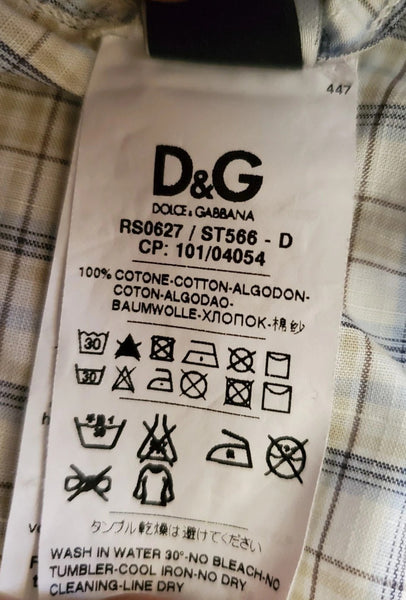 447
D&G
DOLCE & GABBANA
RS0627 / ST566 - D
CP: 101/04054
100% COTONE-COTTON-ALGODON-
COTON-ALGODAO-
BAUMWOLLE-ХЛОПОК-棉纱
30
30
タンブル乾燥は避けてください
WASH IN WATER 30°-NO BLEACH-NO
TUMBLER-COOL IRON-NO DRY
CLEANING-LINE DRY